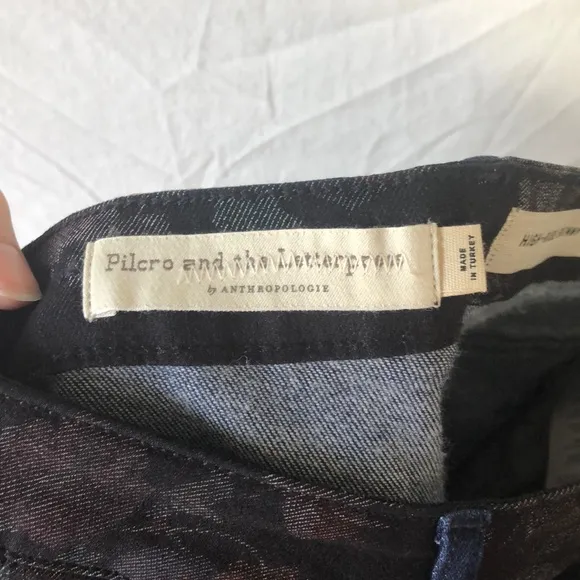 Pilcro and the Letterpress
by ANTHROPOLOGIE
MADE
IN TURKEY